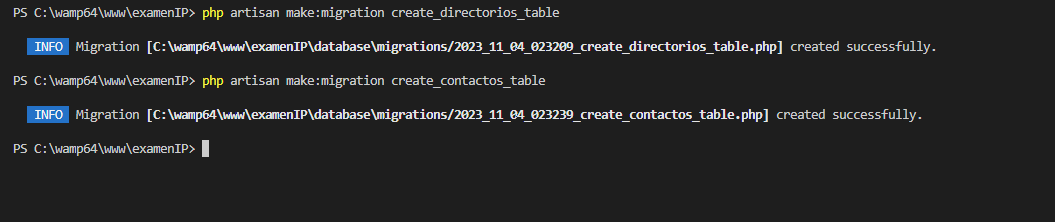 PS C:\wamp64\www\examenIP> php artisan make:migration create_directorios_table
INFO Migration [C:\wamp64\www\examenIP\database\migrations/2023_11_04_023209_create_directorios_table.php] created successfully.
PS C:\wamp64\www\examenIP> php artisan make:migration create_contactos_table
INFO Migration [C:\wamp64\www\examenIP\database\migrations/2023_11_04_023239_create_contactos_table.php] created successfully.
PS C:\wamp64\www\examenIP>